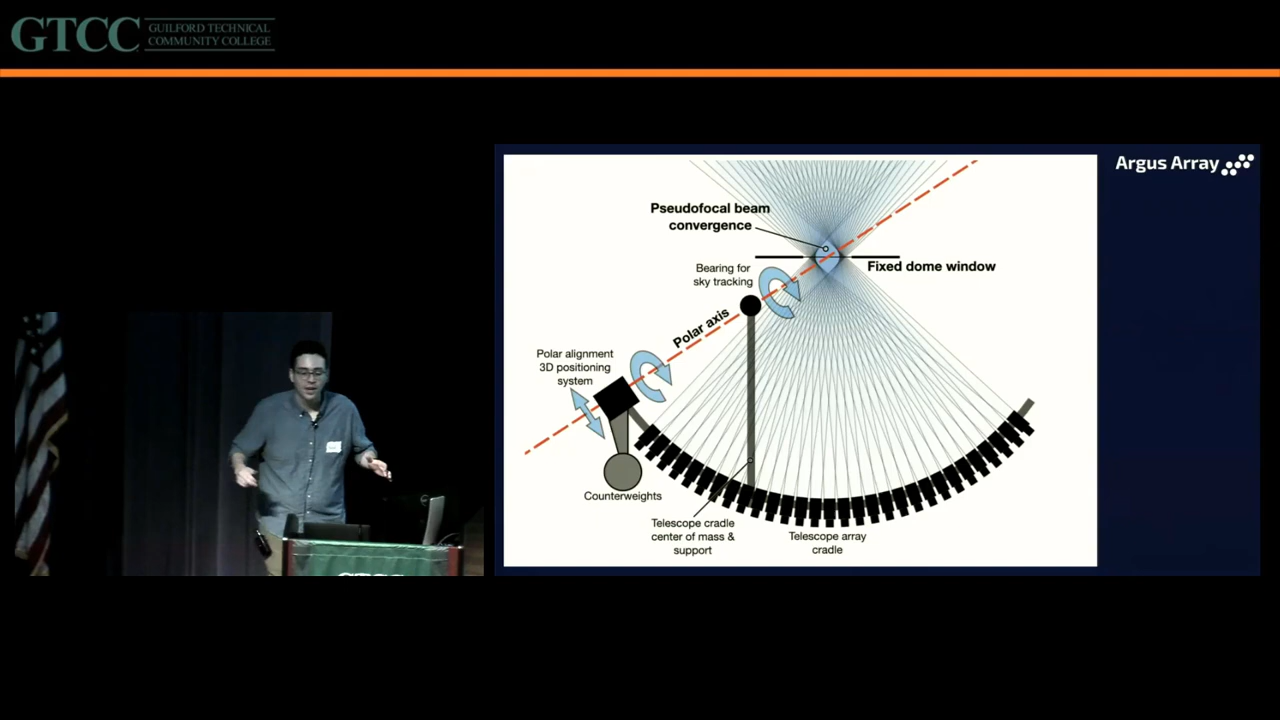 GTCC
GUILFORD TECHNICAL
COMMUNITY COLLEGE
Argus Array
Pseudofocal beam
convergence
Fixed dome window
Bearing for
sky tracking
Polar axis
Polar alignment
3D positioning
system
Counterweights
Telescope cradle
center of mass &
support
Telescope array
cradle
GTCC